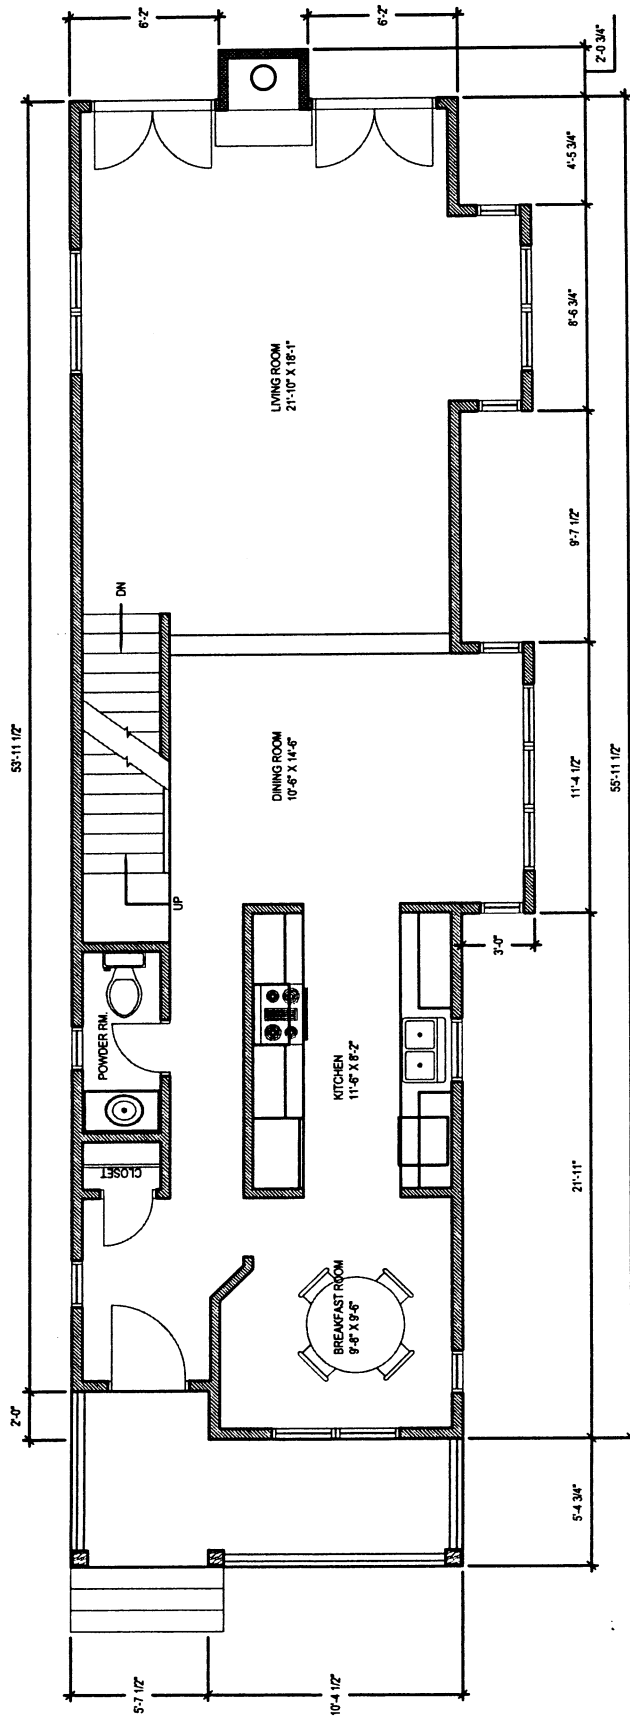 6'-2"
6'-2"
2'-0 3/4"
4'-5 3/4"
8'-6 3/4"
LIVING ROOM
21'-10" X 18'-1"
9'-7 1/2"
DN
53'-11 1/2"
DINING ROOM
10'-6" X 14'-6"
11'-4 1/2"
55'-11 1/2"
UP
3'-0"
POWDER RM.
KITCHEN
11'-6" X 8'-2"
CLOSET
21'-11"
BREAKFAST ROOM
9'-8" X 9'-6"
2'-0"
5'-4 3/4"
5'-7 1/2"
10'-4 1/2"